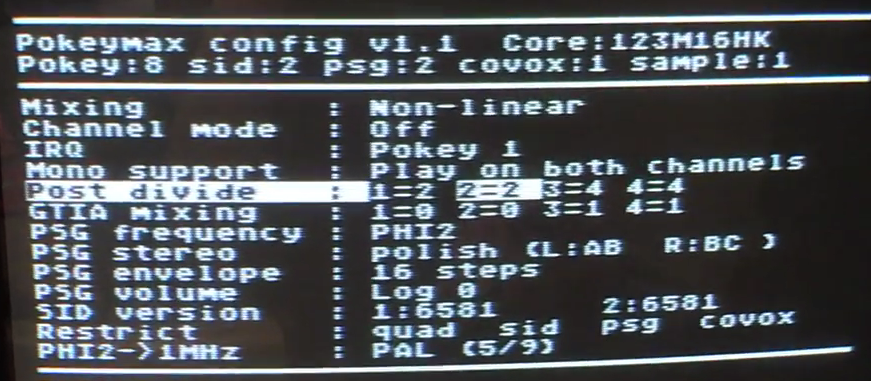 Pokeymax config v1.1 Core:123M16HK
Pokey:8 sid:2 psg:2 covox:1 sample:1
Mixing : Non-linear
Channel mode : Off
IRQ : Pokey 1
Mono support : Play on both channels
Post divide : 1=2 2=2 3=4 4=4
GTIA mixing : 1=0 2=0 3=1 4=1
PSG frequency : PHI2
PSG stereo : polish (L:AB R:BC )
PSG envelope : 16 steps
PSG volume : Log 0
SID version : 1:6581 2:6581
Restrict : quad sid psg covox
PHI2->1MHz : PAL (5/9)